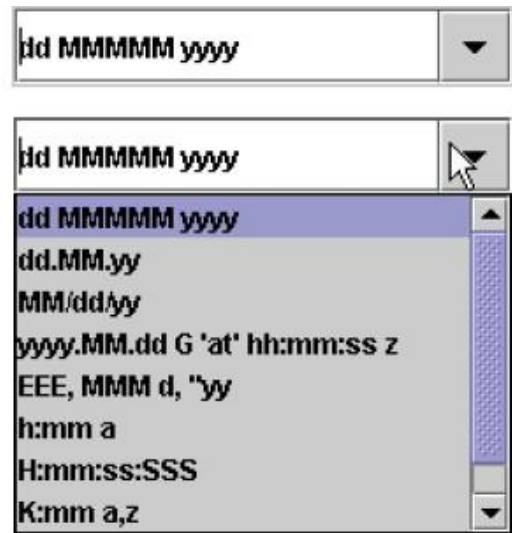 dd MMMMM yyyy
dd MMMMM yyyy
dd MMMMM yyyy
dd.MM.yy
MM/dd/yy
yyyy.MM.dd G 'at' hh:mm:ss z
EEE, MMM d, ''yy
h:mm a
H:mm:ss:SSS
K:mm a,z